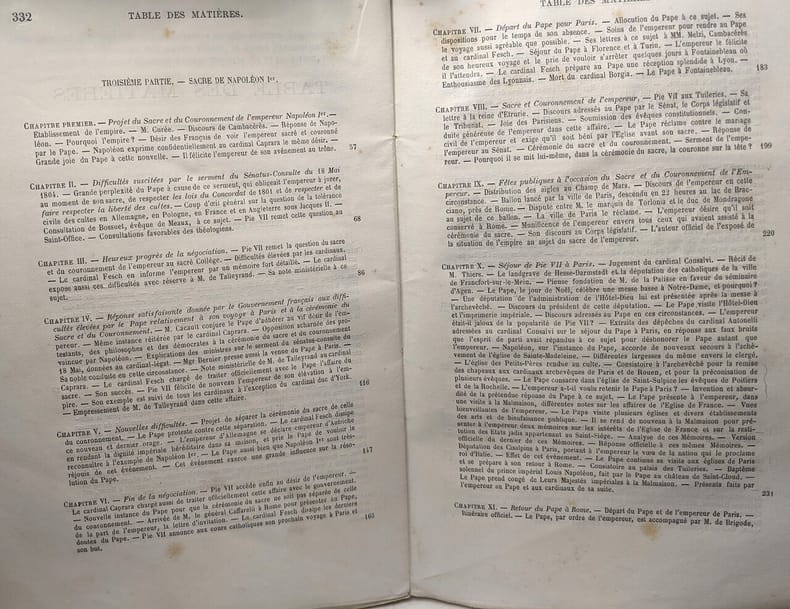 332
TABLE DES MATIÈRES.
TROISIÈME PARTIE. — SACRE DE NAPOLÉON Ier.
CHAPITRE PREMIER. — Projet du Sacre et du Couronnement de l'empereur Napoléon Ier. —
Etablissement de l'empire. — M. Curée. — Discours de Cambacérès. — Réponse de Napo-
léon. — Pourquoi l'empire? — Désir des Français de voir l'empereur sacré et couronné
par le Pape. — Napoléon exprime confidentiellement au cardinal Caprara le même désir. —
Grande joie du Pape à cette nouvelle. — Il félicite l'empereur de son avènement au trône. 57
CHAPITRE II. — Difficultés suscitées par le serment du Sénatus-Consulte du 18 Mai
1804. — Grande perplexité du Pape à cause de ce serment, qui obligeait l'empereur à jurer,
au moment de son sacre, de respecter les lois du Concordat de 1801 et de respecter et de
faire respecter la liberté des cultes. — Coup d'œil général sur la question de la tolérance
civile des cultes en Allemagne, en Pologne, en France et en Angleterre sous Jacques II. —
Consultation de Bossuet, évêque de Meaux, à ce sujet. — Pie VII remet cette question au
Saint-Office. — Consultations favorables des théologiens. 68
CHAPITRE III. — Heureux progrès de la négociation. — Pie VII remet la question du sacre
et du couronnement de l'empereur au sacré Collège. — Difficultés élevées par les cardinaux.
— Le cardinal Fesch en informe l'empereur par un mémoire fort détaillé. — Le cardinal
expose aussi ces difficultés avec réserve à M. de Talleyrand. — Sa note ministérielle à ce
sujet. 86
CHAPITRE IV. — Réponse satisfaisante donnée par le Gouvernement français aux diffi-
cultés élevées par le Pape relativement à son voyage à Paris et à la cérémonie du
Sacre et du Couronnement. — M. Cacault conjure le Pape d'adhérer au vif désir de l'em-
pereur. — Même instance réitérée par le cardinal Caprara. — Opposition acharnée des pro-
testants, des philosophes et des démocrates à la cérémonie du sacre et du couronnement
vaincue par Napoléon. — Explications des ministres sur le serment du sénatus-consulte du
18 Mai, données au cardinal-légat. — Mgr Bernier presse aussi la venue du Pape à Paris. —
Sa noble conduite en cette circonstance. — Note ministérielle de M. de Talleyrand au cardinal
Caprara. — Le cardinal Fesch chargé de traiter officiellement avec le Pape l'affaire du
sacre. — Son succès. — Pie VII félicite de nouveau l'empereur de son élévation à l'em-
pire. — Son exemple est suivi de tous les cardinaux à l'exception du cardinal duc d'York.
— Empressement de M. de Talleyrand dans cette affaire. 116
CHAPITRE V. — Nouvelles difficultés. — Projet de séparer la cérémonie du sacre de celle
du couronnement. — Le Pape proteste contre cette séparation. — Le cardinal Fesch dissipe
ce nouveau et dernier orage. — L'empereur d'Allemagne se déclare empereur d'Autriche
en rendant la dignité impériale héréditaire dans sa maison, et prie le Pape de vouloir le
reconnaître à l'exemple de Napoléon Ier. — Le Pape aussi bien que Napoléon Ier sont très-
réjouis de cet événement. — Cet événement exerce une grande influence sur la réso-
lution du Pape. 147
CHAPITRE VI. — Fin de la négociation. — Pie VII accède enfin au désir de l'empereur. —
Le cardinal Caprara chargé aussi de traiter officiellement cette affaire avec le gouvernement.
— Nouvelle instance du Pape pour que la cérémonie du sacre ne soit pas séparée de celle
du couronnement. — Arrivée de M. le général Caffarelli à Rome pour présenter au Pape,
de la part de l'empereur, la lettre d'invitation. — Le cardinal Fesch dissipe les derniers
doutes du Pape. — Pie VII annonce aux cours catholiques son prochain voyage à Paris et
son but. 165
TABLE DES
CHAPITRE VII. — Départ du Pape pour Paris. — Allocution du Pape à ce sujet. — Ses
dispositions pour le temps de son absence. — Soins de l'empereur pour rendre au Pape
le voyage aussi agréable que possible. — Ses lettres à ce sujet à MM. Melzi, Cambacérès
et au cardinal Fesch. — Séjour du Pape à Florence et à Turin. — L'empereur le félicite
de son heureux voyage et le prie de vouloir s'arrêter quelques jours à Fontainebleau où
il l'attendra. — Le cardinal Fesch prépare au Pape une réception splendide à Lyon. —
Enthousiasme des Lyonnais. — Mort du cardinal Borgia. — Le Pape à Fontainebleau. 183
CHAPITRE VIII. — Sacre et Couronnement de l'empereur. — Pie VII aux Tuileries. — Sa
lettre à la reine d'Etrurie. — Discours adressés au Pape par le Sénat, le Corps législatif et
le Tribunat. — Joie des Parisiens. — Soumission des évêques constitutionnels. — Con-
duite généreuse de l'empereur dans cette affaire. — Le Pape réclame contre le mariage
civil de l'empereur et exige qu'il soit béni par l'Eglise avant son sacre. — Réponse de
l'empereur au Sénat. — Cérémonie du sacre et du couronnement. — Serment de l'empe-
reur. — Pourquoi il se mit lui-même, dans la cérémonie du sacre, la couronne sur la tête? 199
CHAPITRE IX. — Fêtes publiques à l'occasion du Sacre et du Couronnement de l'Em-
pereur. — Distribution des aigles au Champ de Mars. — Discours de l'empereur en cette
circonstance. — Ballon lancé par la ville de Paris, descendu en 22 heures au lac de Brac-
ciano, près de Rome. — Dispute entre M. le marquis de Torlonia et le duc de Mondragone
au sujet de ce ballon. — La ville de Paris le réclame. — L'empereur désire qu'il soit
conservé à Rome. — Munificence de l'empereur envers tous ceux qui avaient assisté à la
cérémonie du sacre. — Son discours au Corps législatif. — L'auteur officiel de l'exposé de
la situation de l'empire au sujet du sacre de l'empereur. 220
CHAPITRE X. — Séjour de Pie VII à Paris. — Jugement du cardinal Consalvi. — Récit de
M. Thiers. — Le landgrave de Hesse-Darmstadt et la députation des catholiques de la ville
de Francfort-sur-le-Mein. — Pieuse fondation de M. de la Palisse en faveur du séminaire
d'Agen. — Le Pape, le jour de Noël, célèbre une messe basse à Notre-Dame, et pourquoi?
— Une députation de l'administration de l'Hôtel-Dieu lui est présentée après la messe à
l'archevêché. — Discours du président de cette députation. — Le Pape visite l'Hôtel-Dieu
et l'imprimerie impériale. — Discours adressés au Pape en ces circonstances. — L'empereur
était-il jaloux de la popularité de Pie VII? — Extraits des dépêches du cardinal Antonelli
adressées au cardinal Consalvi sur le séjour du Pape à Paris, en réponse aux faux bruits
que l'esprit de parti avait répandus à ce sujet pour déshonorer le Pape autant que
l'empereur. — Napoléon, sur l'instance du Pape, accorde de nouveaux secours à l'achè-
vement de l'église de Sainte-Madeleine. — Différentes largesses du même envers le clergé.
— L'église des Petits-Pères rendue au culte. — Consistoire à l'archevêché pour la remise
des chapeaux aux cardinaux archevêques de Paris et de Rouen, et pour la préconisation de
plusieurs évêques. — Le Pape consacre dans l'église de Saint-Sulpice les évêques de Poitiers
et de la Rochelle. — L'empereur a-t-il voulu retenir le Pape à Paris? — Invention et absur-
dité de la prétendue réponse du Pape à ce sujet. — Le Pape présente à l'empereur, dans
une visite à la Malmaison, différentes notes sur les affaires de l'Eglise de France. — Vues
bienveillantes de l'empereur. — Le Pape visite plusieurs églises et divers établissements
des arts et de bienfaisance publique. — Il se rend de nouveau à la Malmaison pour pré-
senter à l'empereur deux mémoires sur les intérêts de l'Eglise de France et sur la resti-
tution des Etats jadis appartenant au Saint-Siège. — Analyse de ces Mémoires. — Version
officielle du dernier de ces Mémoires. — Réponse officielle à ces mêmes Mémoires. —
Députation des Cisalpins à Paris, portant à l'empereur le vœu de la nation qui le proclame
roi d'Italie. — Effet de cet événement. — Le Pape continue sa visite aux églises de Paris
et se prépare à son retour à Rome. — Consistoire au palais des Tuileries. — Baptême
solennel du prince impérial Louis Napoléon, fait par le Pape au château de Saint-Cloud. —
Le Pape prend congé de Leurs Majestés impériales à la Malmaison. — Présents faits par
l'empereur au Pape et aux cardinaux de sa suite. 231
CHAPITRE XI. — Retour du Pape à Rome. — Départ du Pape et de l'empereur de Paris. —
Itinéraire officiel. — Le Pape, par ordre de l'empereur, est accompagné par M. de Brigode,